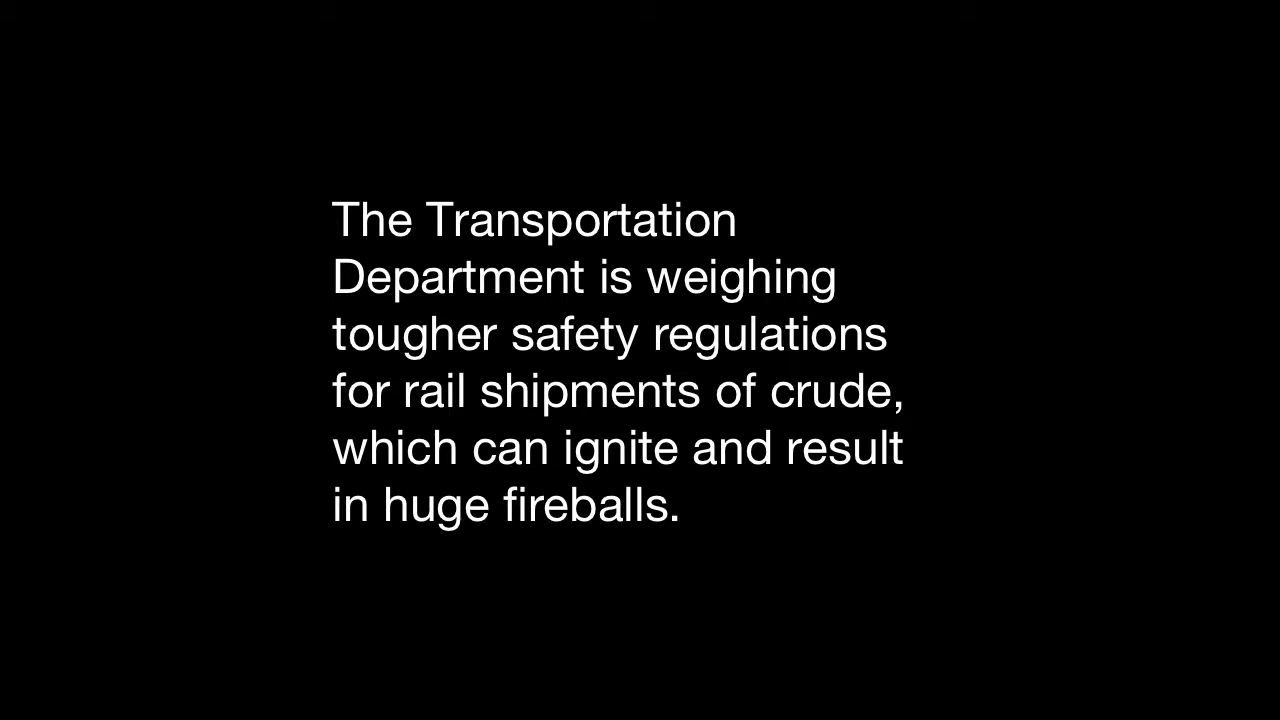 The Transportation
Department is weighing
tougher safety regulations
for rail shipments of crude,
which can ignite and result
in huge fireballs.